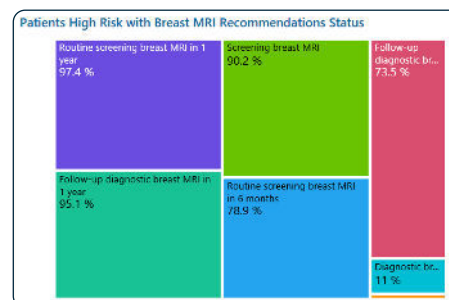 Patients High Risk with Breast MRI Recommendations Status
Routine screening breast MRI in 1
year
97.4 %
Screening breast MRI
90.2 %
Follow-up
diagnostic br...
73.5 %
Follow-up diagnostic breast MRI in
1 year
95.1 %
Routine screening breast MRI
in 6 months
78.9 %
Diagnostic br...
11 %